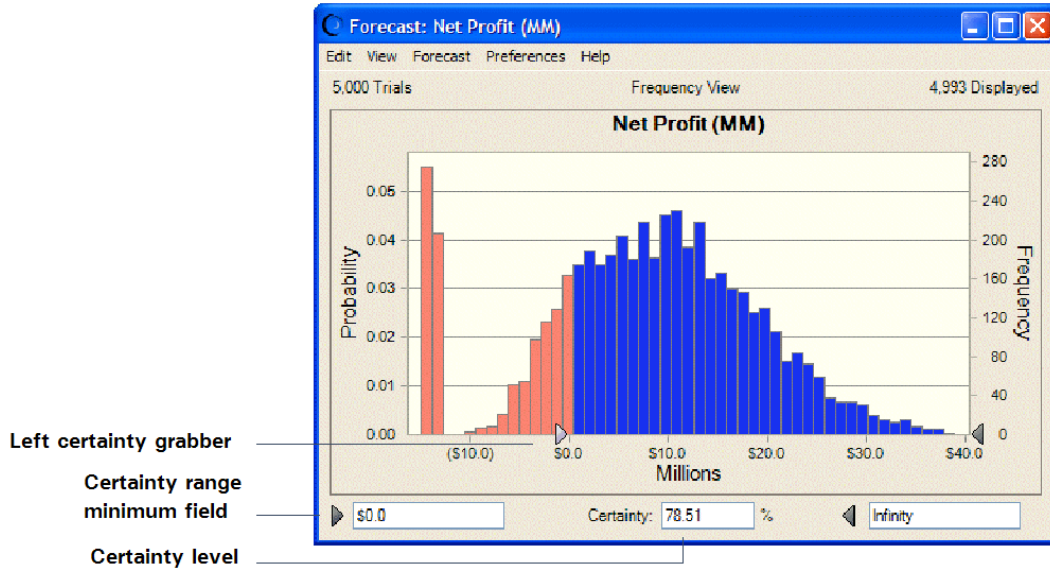 Forecast: Net Profit (MM)
Edit View Forecast Preferences Help
5,000 Trials Frequency View 4,993 Displayed
Net Profit (MM)
0.05
0.04
0.03
0.02
0.01
0.00
Probability
280
240
200
160
120
80
40
0
Frequency
($10.0) $0.0 $10.0 $20.0 $30.0 $40.0
Millions
Left certainty grabber
Certainty range
minimum field
$0.0 Certainty: 78.51 % Infinity
Certainty level